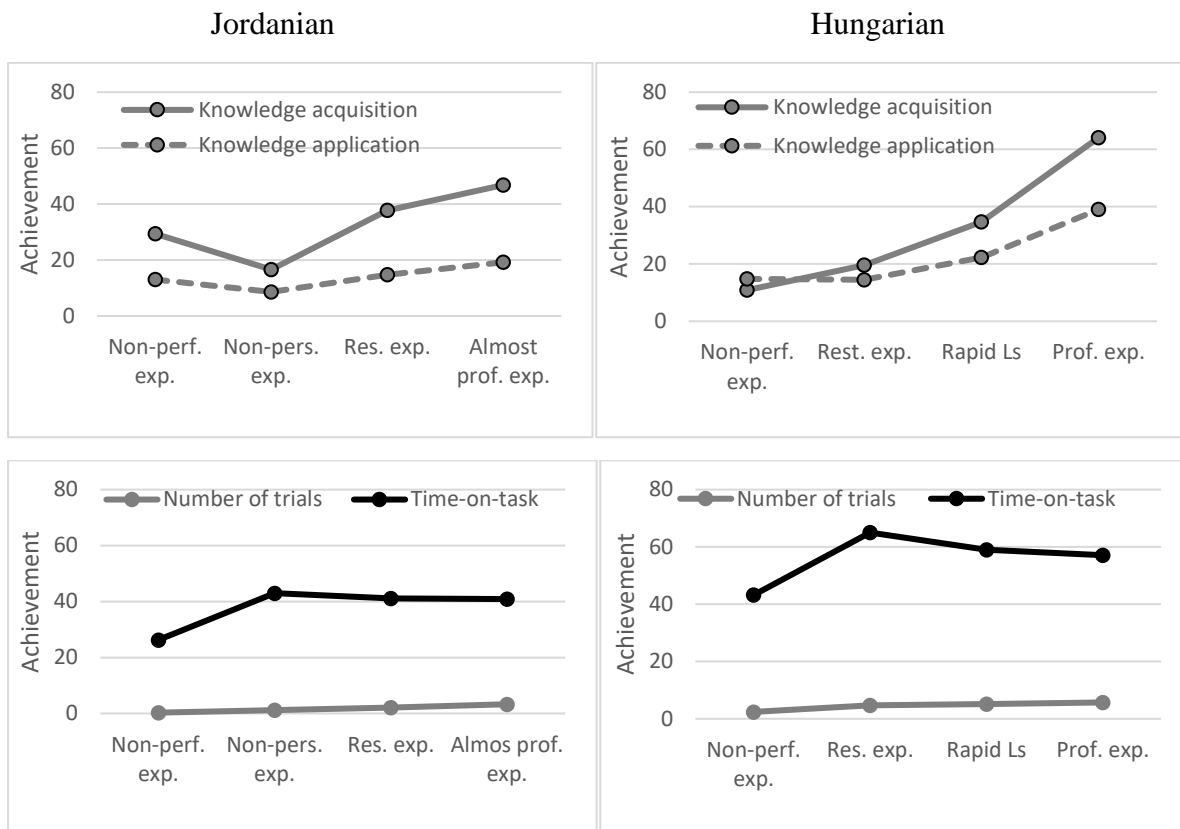 Jordanian
Hungarian
80
60
40
20
0
Achievement
Knowledge acquisition
Knowledge application
Non-perf. exp.
Non-pers. exp.
Res. exp.
Almost prof. exp.
80
60
40
20
0
Achievement
Knowledge acquisition
Knowledge application
Non-perf. exp.
Rest. exp.
Rapid Ls
Prof. exp.
80
60
40
20
0
Achievement
Number of trials
Time-on-task
Non-perf. exp.
Non-pers. exp.
Res. exp.
Almos prof. exp.
80
60
40
20
0
Achievement
Number of trials
Time-on-task
Non-perf. exp.
Res. exp.
Rapid Ls
Prof. exp.